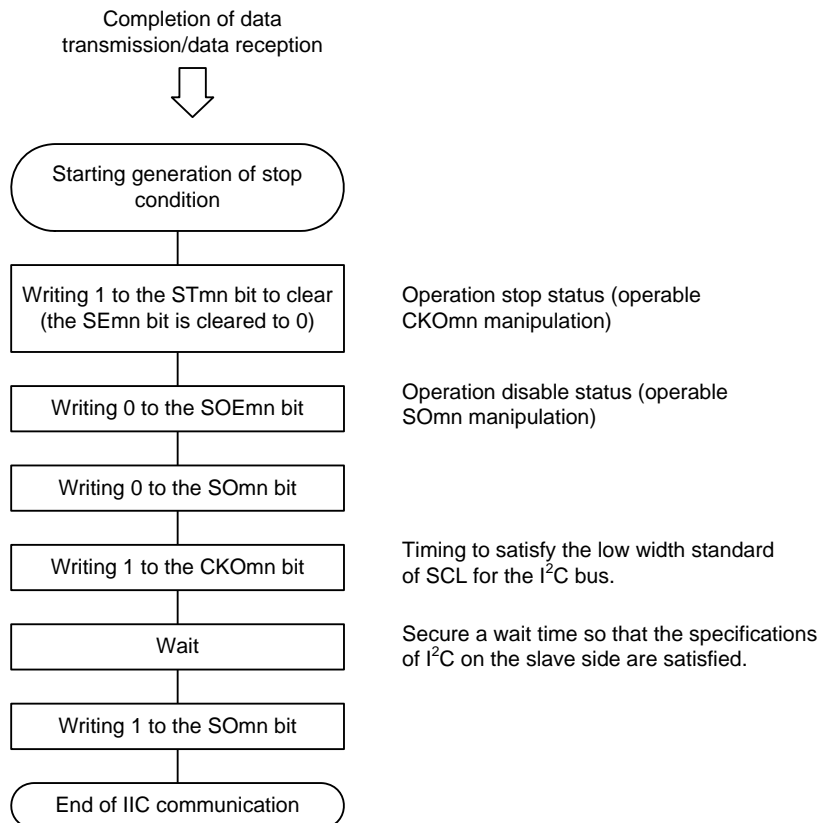 Completion of data
transmission/data reception
Starting generation of stop
condition
Writing 1 to the STmn bit to clear
(the SEmn bit is cleared to 0)
Operation stop status (operable
CKOmn manipulation)
Writing 0 to the SOEmn bit
Operation disable status (operable
SOmn manipulation)
Writing 0 to the SOmn bit
Writing 1 to the CKOmn bit
Timing to satisfy the low width standard
of SCL for the I²C bus.
Wait
Secure a wait time so that the specifications
of I²C on the slave side are satisfied.
Writing 1 to the SOmn bit
End of IIC communication